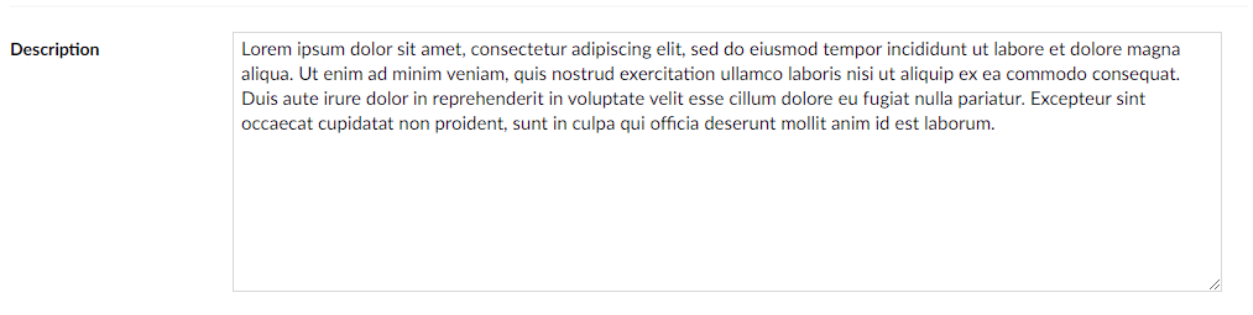 Description
Lorem ipsum dolor sit amet, consectetur adipiscing elit, sed do eiusmod tempor incididunt ut labore et dolore magna
aliqua. Ut enim ad minim veniam, quis nostrud exercitation ullamco laboris nisi ut aliquip ex ea commodo consequat.
Duis aute irure dolor in reprehenderit in voluptate velit esse cillum dolore eu fugiat nulla pariatur. Excepteur sint
occaecat cupidatat non proident, sunt in culpa qui officia deserunt mollit anim id est laborum.